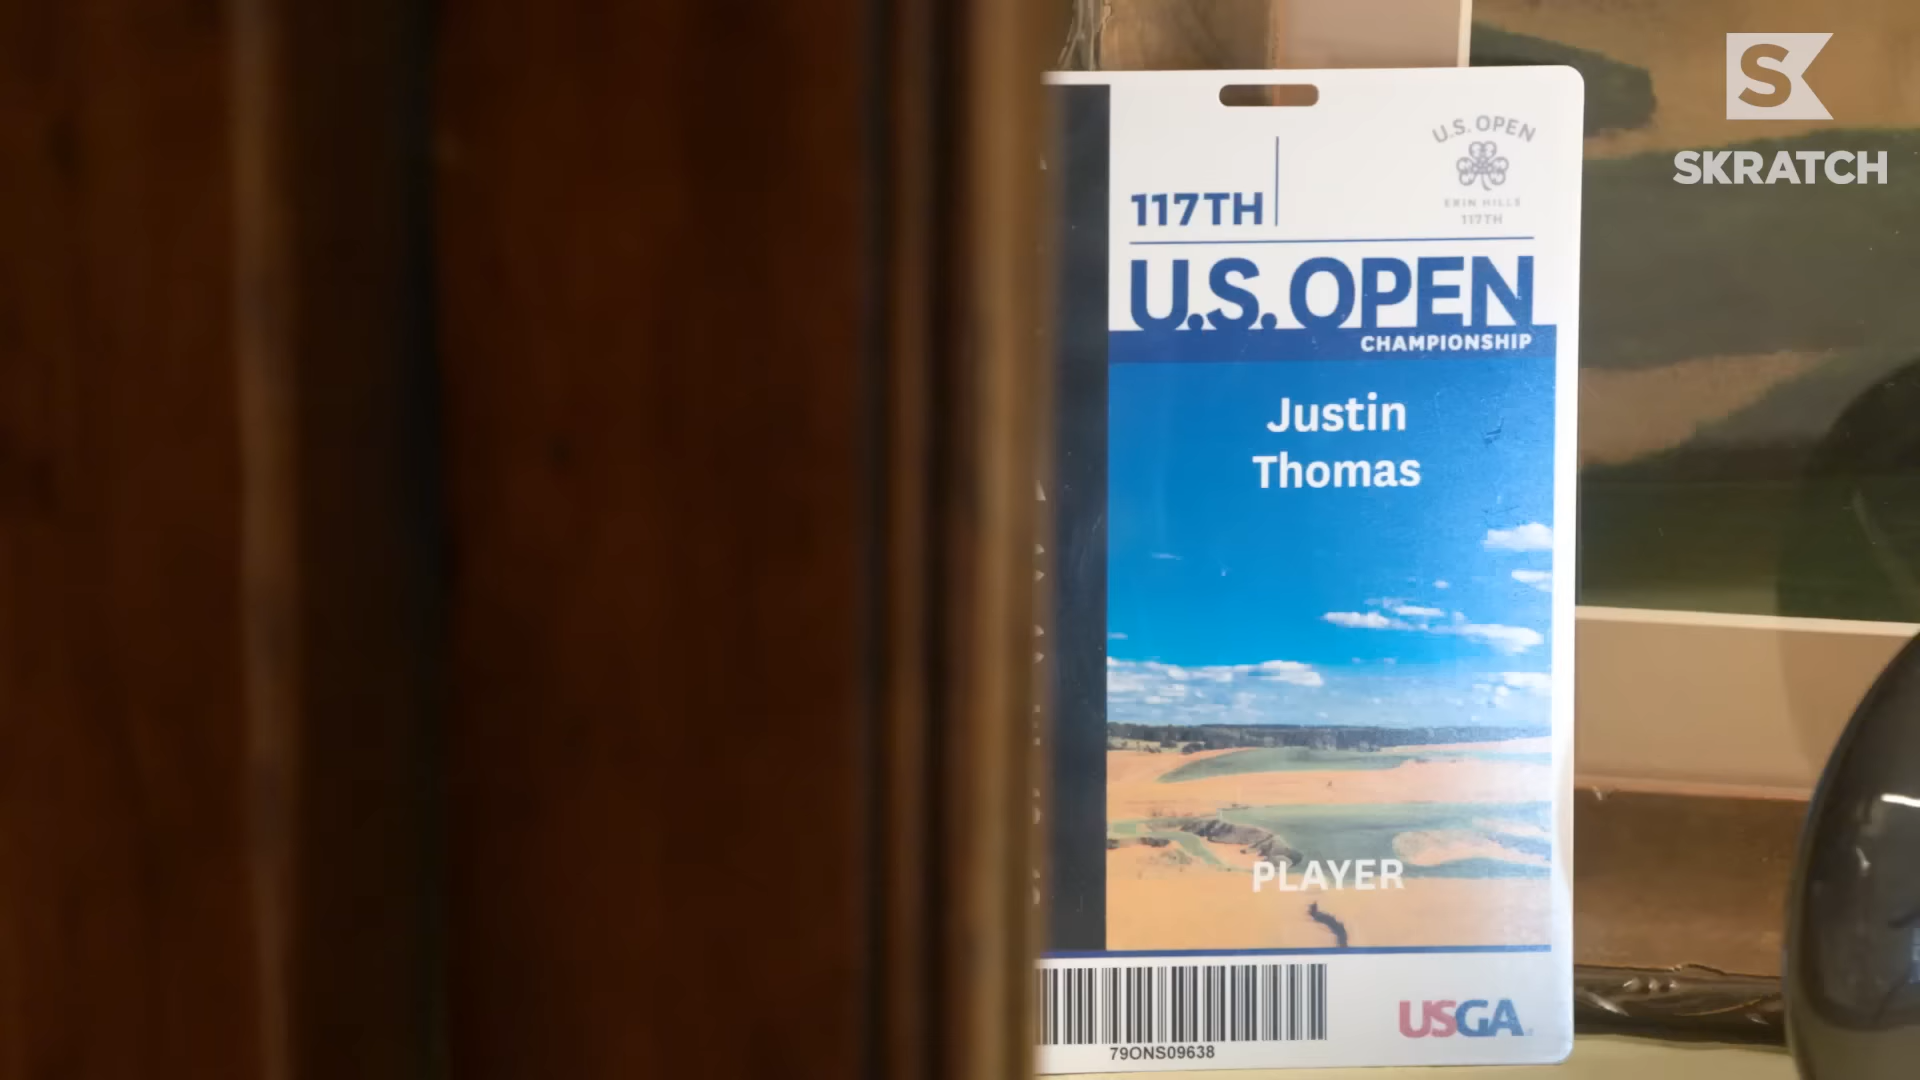 SKRATCH
U.S. OPEN
ERIN HILLS
117TH
117TH
U.S. OPEN
CHAMPIONSHIP
Justin
Thomas
PLAYER
79ONS09638
USGA